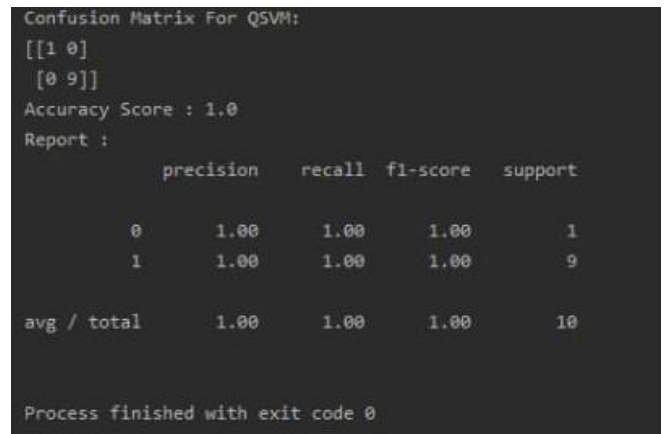 Confusion Matrix For QSVM:
[[1 0]
 [0 9]]
Accuracy Score : 1.0
Report :
precision recall f1-score support
0 1.00 1.00 1.00 1
1 1.00 1.00 1.00 9
avg / total 1.00 1.00 1.00 10
Process finished with exit code 0